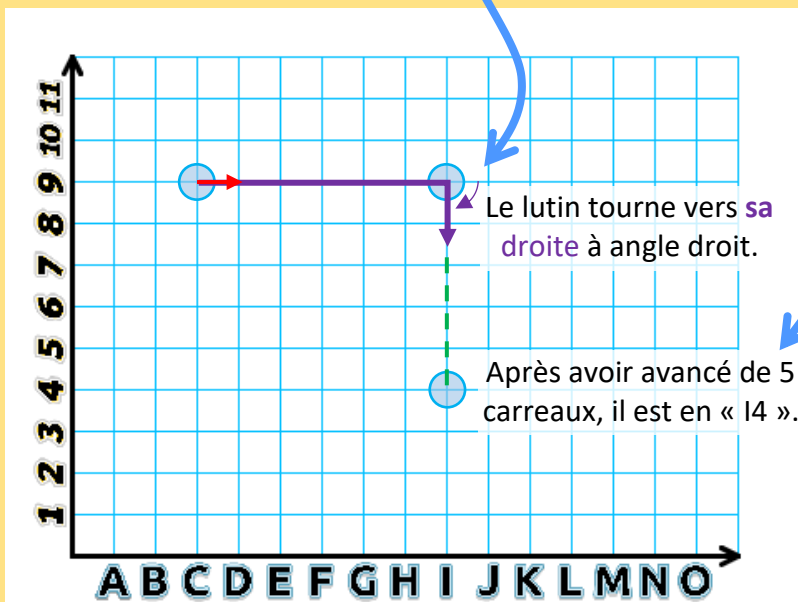 11
10
9
8
7
6
5
4
3
2
1
Le lutin tourne vers sa
droite à angle droit.
Après avoir avancé de 5
carreaux, il est en « I4 ».
A B C D E F G H I J K L M N O